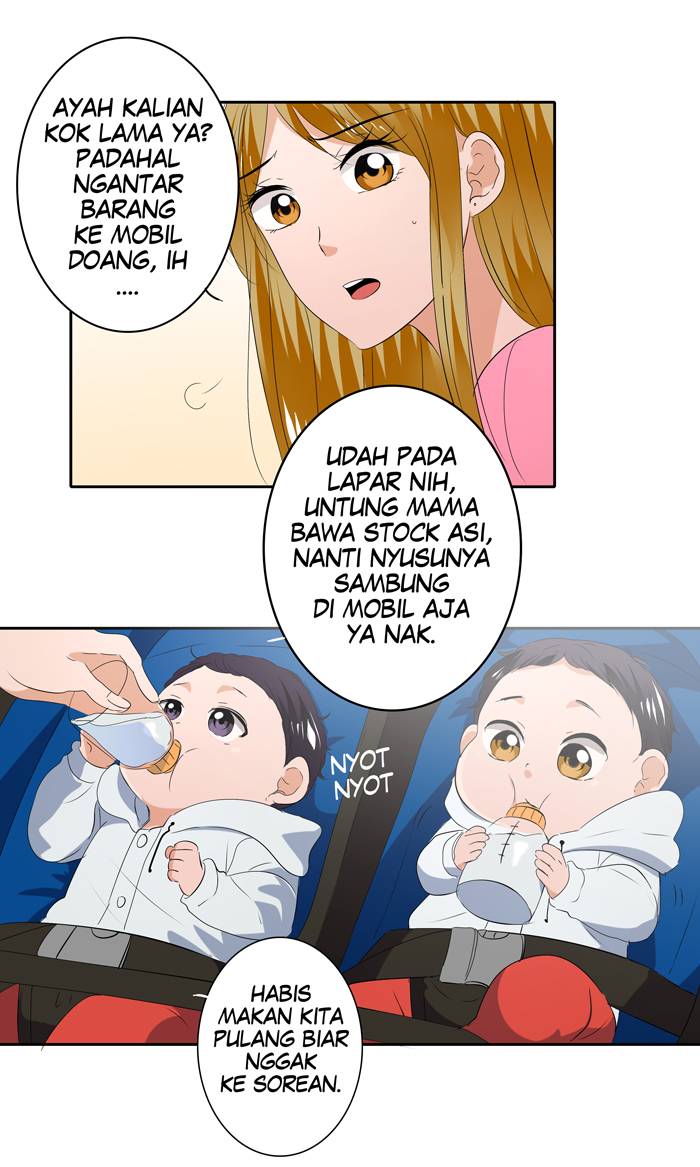 AYAH KALIAN
KOK LAMA YA?
PADAHAL
NGANTAR
BARANG
KE MOBIL
DOANG, IH
....
UDAH PADA
LAPAR NIH,
UNTUNG MAMA
BAWA STOCK ASI,
NANTI NYUSUNYA
SAMBUNG
DI MOBIL AJA
YA NAK.
NYOT
NYOT
HABIS
MAKAN KITA
PULANG BIAR
NGGAK
KE SOREAN.